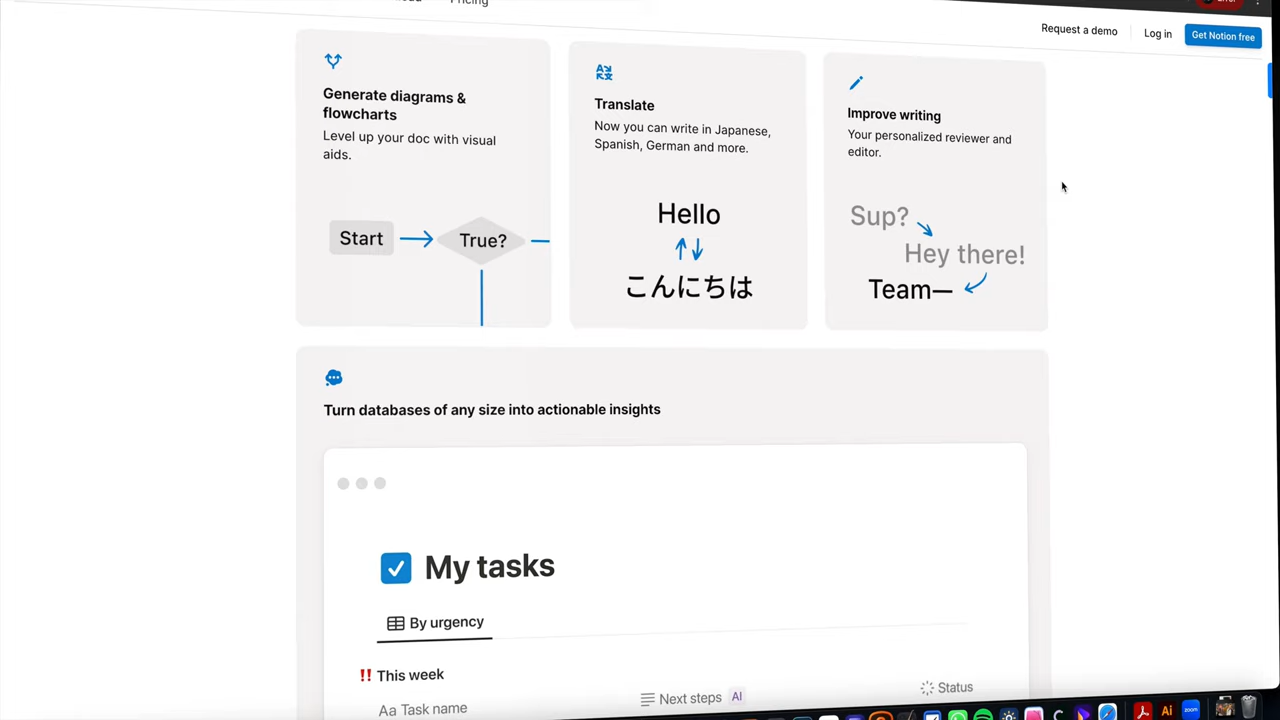 Pricing
Request a demo
Log in
Get Notion free
Generate diagrams &
flowcharts
Level up your doc with visual
aids.
Start
True?
Translate
Now you can write in Japanese,
Spanish, German and more.
Hello
こんにちは
Improve writing
Your personalized reviewer and
editor.
Sup?
Hey there!
Team—
Turn databases of any size into actionable insights
My tasks
By urgency
!! This week
Aa Task name
Next steps AI
Status
zoom
Ai